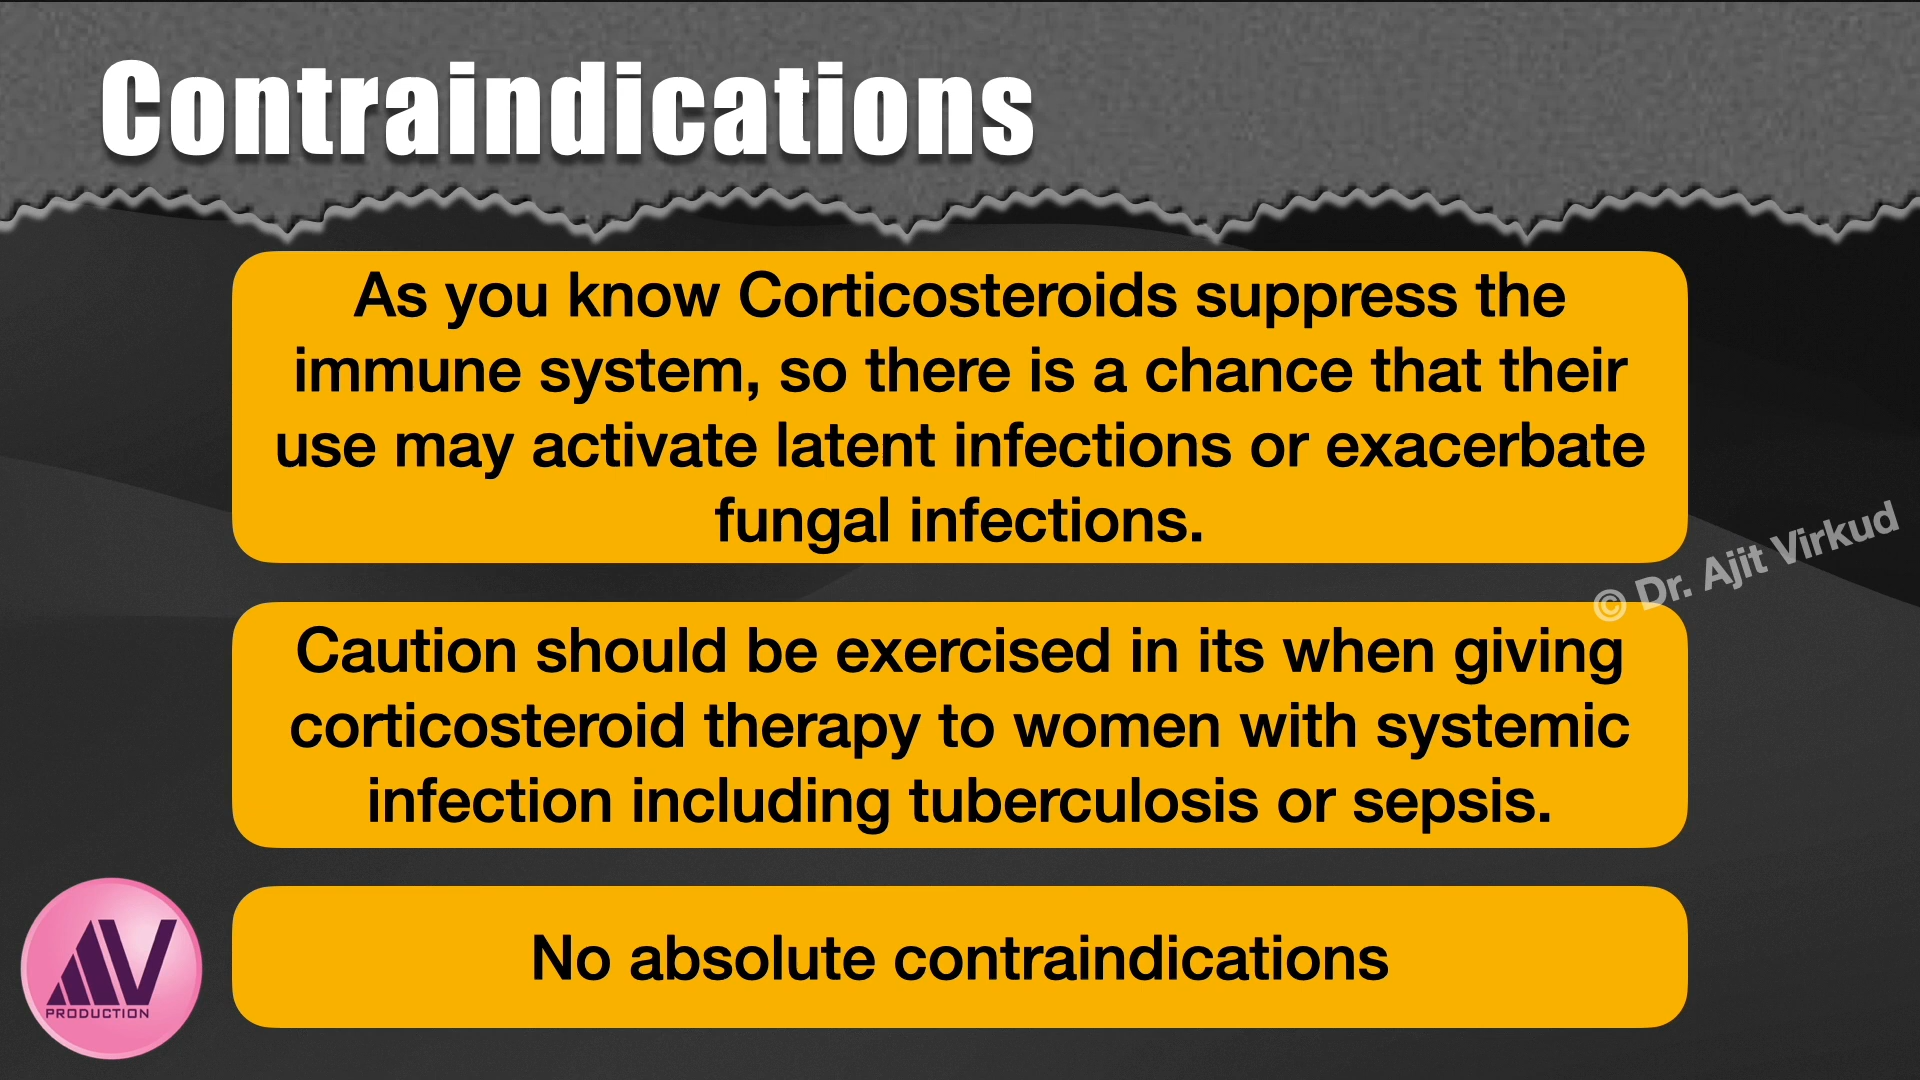 Contraindications
As you know Corticosteroids suppress the
immune system, so there is a chance that their
use may activate latent infections or exacerbate
fungal infections.
© Dr. Ajit Virkud
Caution should be exercised in its when giving
corticosteroid therapy to women with systemic
infection including tuberculosis or sepsis.
No absolute contraindications
AV
PRODUCTION